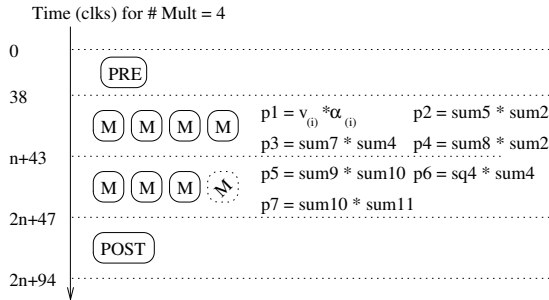 Time (clks) for # Mult = 4
0
PRE
38
M M M M
p1 = v(i) *α(i) p2 = sum5 * sum2
p3 = sum7 * sum4 p4 = sum8 * sum2
n+43
M M M M
p5 = sum9 * sum10 p6 = sq4 * sum4
p7 = sum10 * sum11
2n+47
POST
2n+94